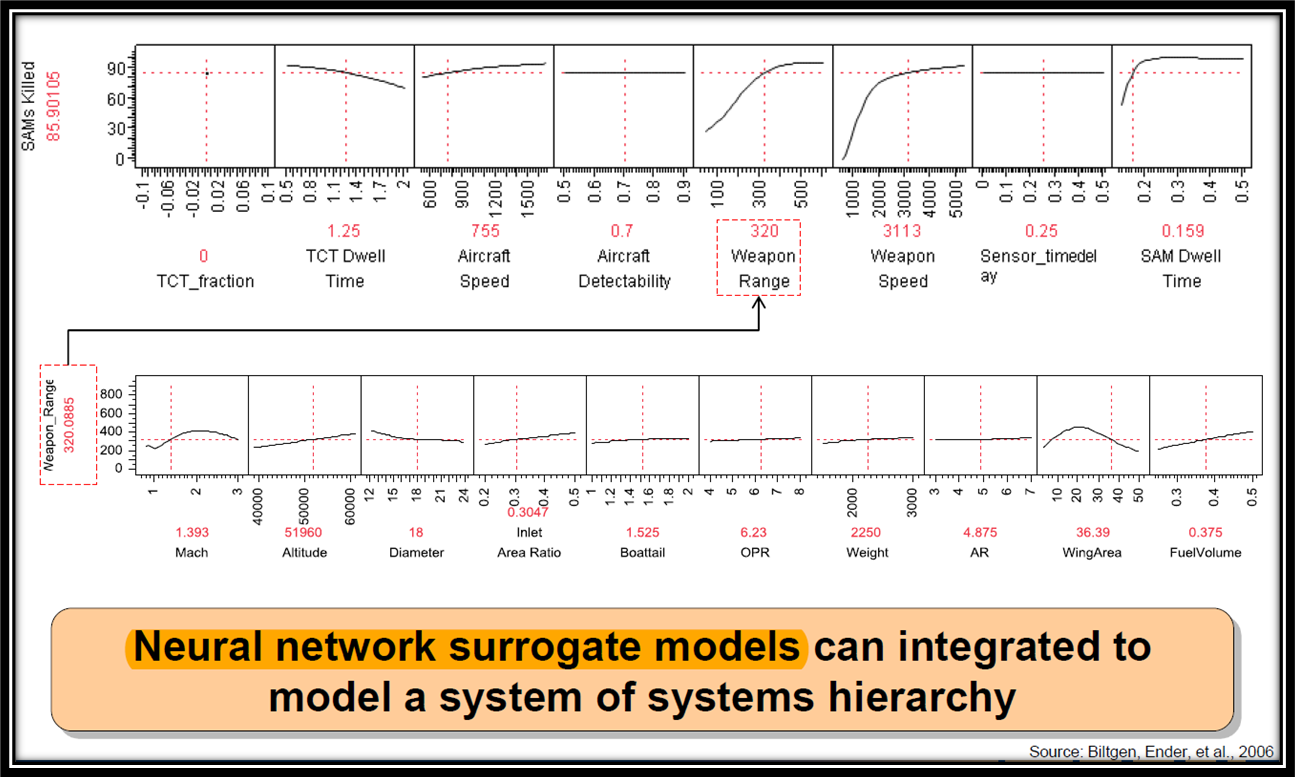 SAMs Killed
85.90105
90
60
30
0
-0.1 -0.06 -0.02 0.02 0.06 0.1
0.5 0.8 1.1 1.4 1.7 2
600 900 1200 1500
0.5 0.6 0.7 0.8 0.9
100 300 500
1000 2000 3000 4000 5000
0 0.1 0.2 0.3 0.4 0.5
0.2 0.3 0.4 0.5
0
TCT_fraction
1.25
TCT Dwell
Time
755
Aircraft
Speed
0.7
Aircraft
Detectability
320
Weapon
Range
3113
Weapon
Speed
0.25
Sensor_timedel
ay
0.159
SAM Dwell
Time
Weapon_Range
320.0885
800
600
400
200
0
1 2 3
40000 50000 60000
12 15 18 21 24
0.2 0.3 0.4 0.5
1 1.2 1.4 1.6 1.8 2
4 5 6 7 8
2000 3000
3 4 5 6 7
10 20 30 40 50
0.3 0.4 0.5
1.393
Mach
51960
Altitude
18
Diameter
0.3047
Inlet
Area Ratio
1.525
Boattail
6.23
OPR
2250
Weight
4.875
AR
36.39
WingArea
0.375
FuelVolume
Neural network surrogate models can integrated to
model a system of systems hierarchy
Source: Biltgen, Ender, et al., 2006